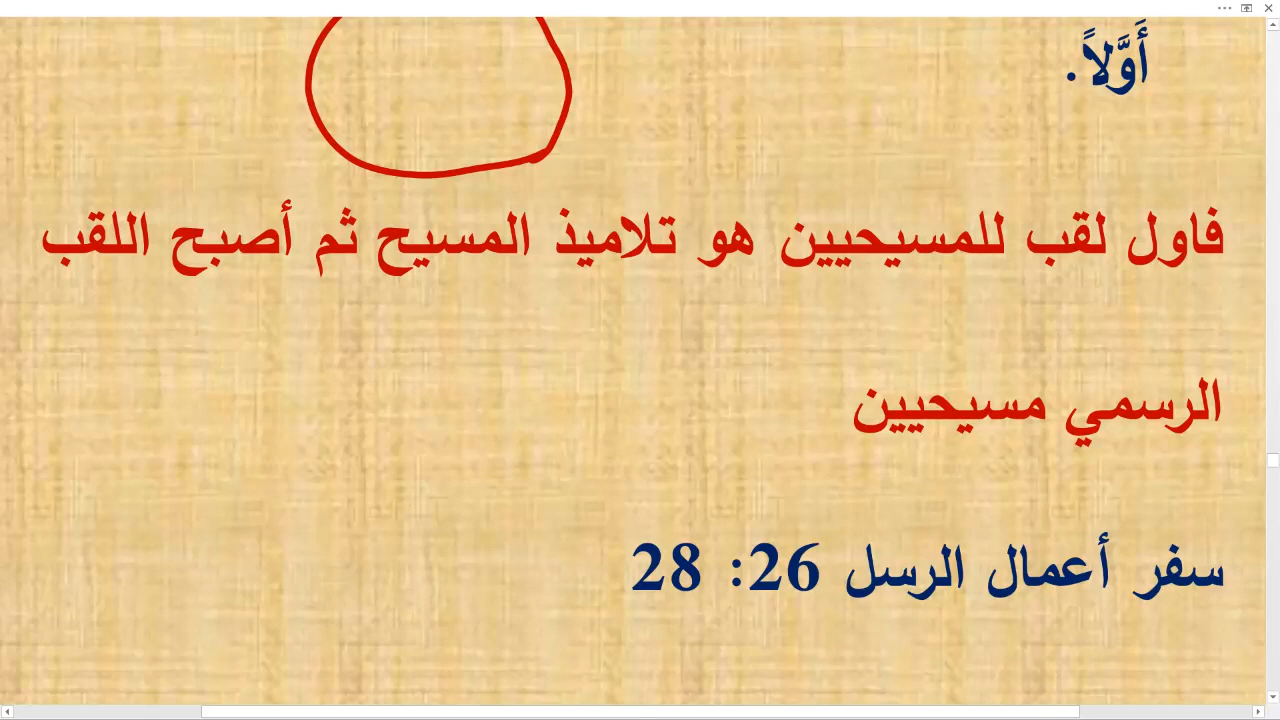 أَوَّلاً.
فاول لقب للمسيحيين هو تلاميذ المسيح ثم أصبح اللقب
الرسمي مسيحيين
سفر أعمال الرسل 26: 28